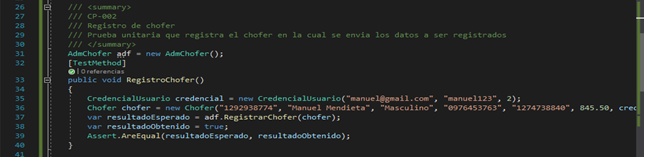 26 /// <summary>
27 /// CP-002
28 /// Registro de chofer
29 /// Prueba unitaria que registra el chofer en la cual se envia los datos a ser registrados
30 /// </summary>
31 AdmChofer adf = new AdmChofer();
32 [TestMethod]
| 0 referencias
33 public void RegistroChofer()
34 {
35 CredencialUsuario credencial = new CredencialUsuario("manuel@gmail.com", "manuel123", 2);
36 Chofer chofer = new Chofer("1292938774", "Manuel Mendieta", "Masculino", "0976453763", "1274738840", 845.50, cred
37 var resultadoEsperado = adf.RegistrarChofer(chofer);
38 var resultadoObtenido = true;
39 Assert.AreEqual(resultadoEsperado, resultadoObtenido);
40 }
41